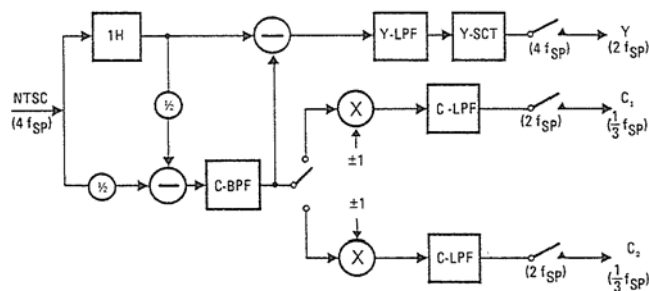 1H
Y-LPF
Y-SCT
(4 fSP)
Y
(2 fSP)
NTSC
(4 fSP)
½
½
C-BPF
X
±1
C-LPF
(2 fSP)
C₁
(1/3 fSP)
±1
X
C-LPF
(2 fSP)
C₂
(1/3 fSP)